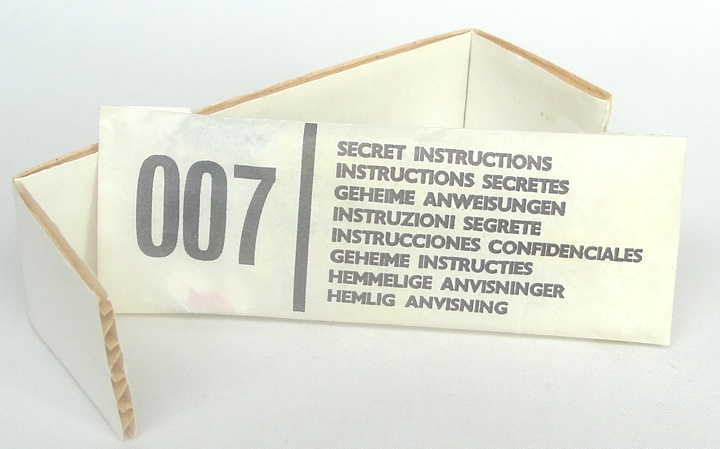 007
SECRET INSTRUCTIONS
INSTRUCTIONS SECRETES
GEHEIME ANWEISUNGEN
INSTRUZIONI SEGRETE
INSTRUCCIONES CONFIDENCIALES
GEHEIME INSTRUCTIES
HEMMELIGE ANVISNINGER
HEMLIG ANVISNING